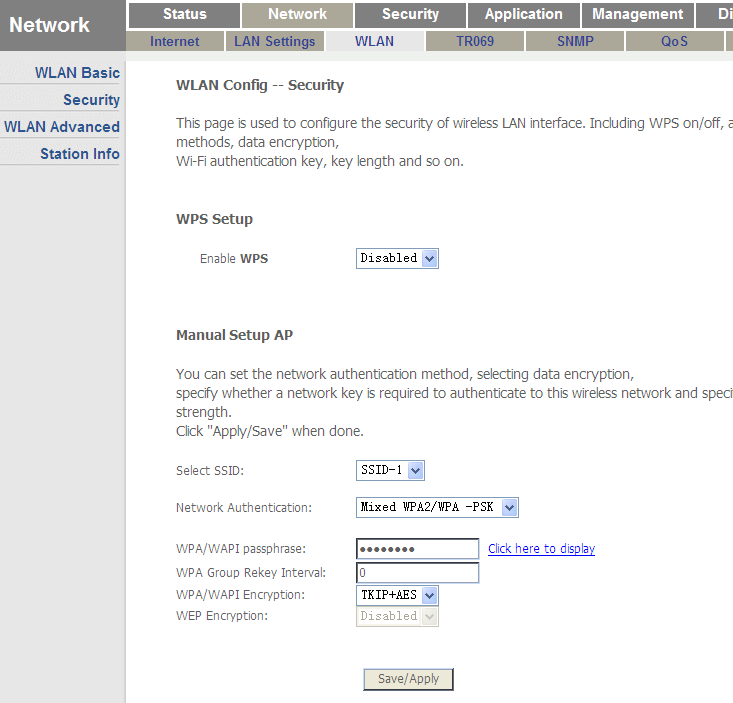 Network
Status Network Security Application Management Di
Internet LAN Settings WLAN TR069 SNMP QoS
WLAN Basic
Security
WLAN Advanced
Station Info
WLAN Config -- Security
This page is used to configure the security of wireless LAN interface. Including WPS on/off, a
methods, data encryption,
Wi-Fi authentication key, key length and so on.
WPS Setup
Enable WPS Disabled
Manual Setup AP
You can set the network authentication method, selecting data encryption,
specify whether a network key is required to authenticate to this wireless network and speci
strength.
Click "Apply/Save" when done.
Select SSID: SSID-1
Network Authentication: Mixed WPA2/WPA -PSK
WPA/WAPI passphrase: •••••••• Click here to display
WPA Group Rekey Interval: 0
WPA/WAPI Encryption: TKIP+AES
WEP Encryption: Disabled
Save/Apply